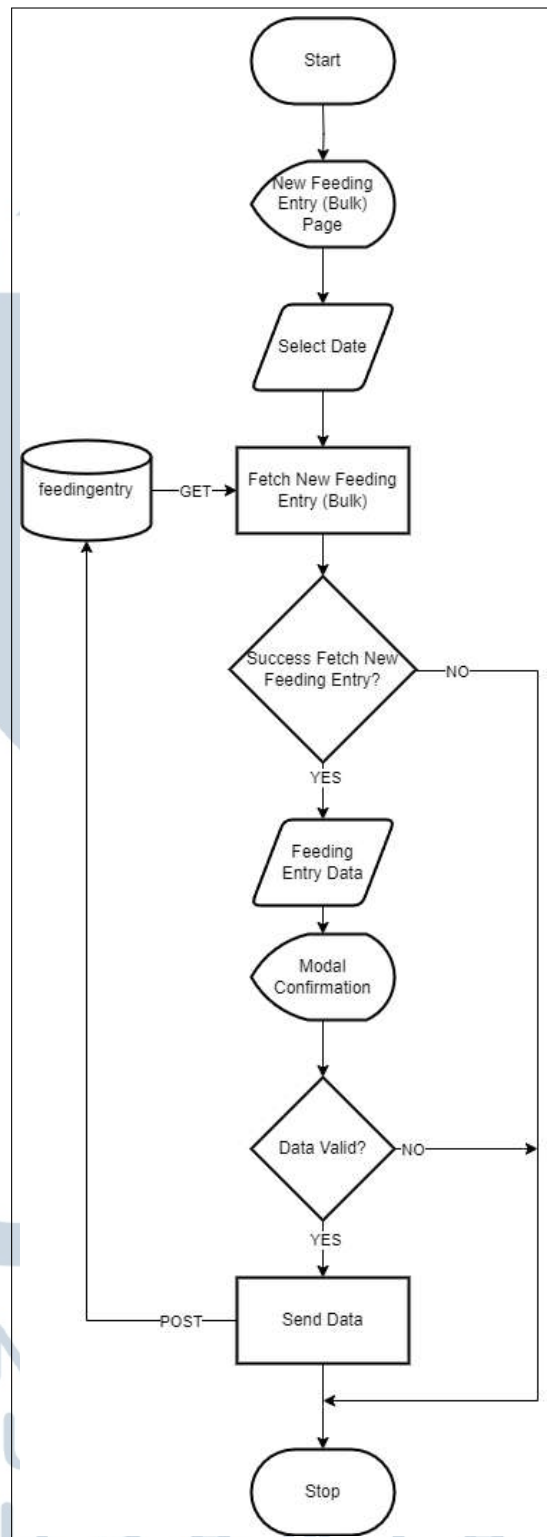 Start
New Feeding
Entry (Bulk)
Page
Select Date
feedingentry
GET
Fetch New Feeding
Entry (Bulk)
Success Fetch New
Feeding Entry?
NO
YES
Feeding
Entry Data
Modal
Confirmation
Data Valid?
NO
YES
POST
Send Data
Stop